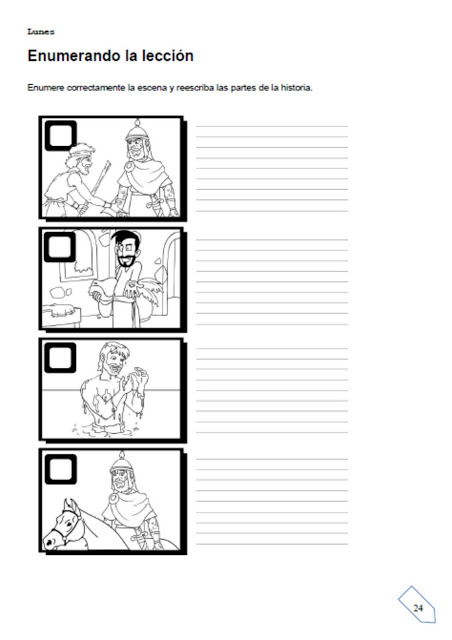 Lunes
Enumerando la lección
Enumere correctamente la escena y reescriba las partes de la historia.
24